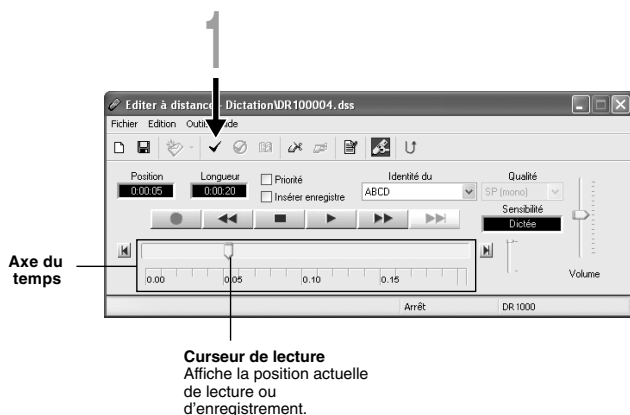 1
Editer à distance - Dictation\DR100004.dss
Fichier Edition Outils
Position
Longueur
Priorité
Identité du
Qualité
0:00:05
0:00:20
Insérer enregistre
ABCD
SP (mono)
Sensibilité
Dictée
Axe du
temps
0.00
0.05
0.10
0.15
Volume
Arrêt
DR1000
Curseur de lecture
Affiche la position actuelle
de lecture ou
d'enregistrement.